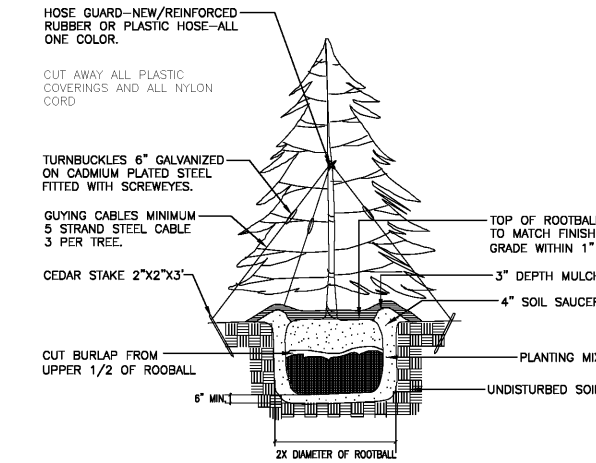 HOSE GUARD-NEW/REINFORCED
RUBBER OR PLASTIC HOSE-ALL
ONE COLOR.
CUT AWAY ALL PLASTIC
COVERINGS AND ALL NYLON
CORD
TURNBUCKLES 6" GALVANIZED
ON CADMIUM PLATED STEEL
FITTED WITH SCREWEYES.
GUYING CABLES MINIMUM
5 STRAND STEEL CABLE
3 PER TREE.
CEDAR STAKE 2"X2"X3'
CUT BURLAP FROM
UPPER 1/2 OF ROOBALL
6" MIN.
2X DIAMETER OF ROOTBALL
TOP OF ROOTBALL
TO MATCH FINISH
GRADE WITHIN 1"
3" DEPTH MULCH
4" SOIL SAUCER
PLANTING MIX
UNDISTURBED SOI